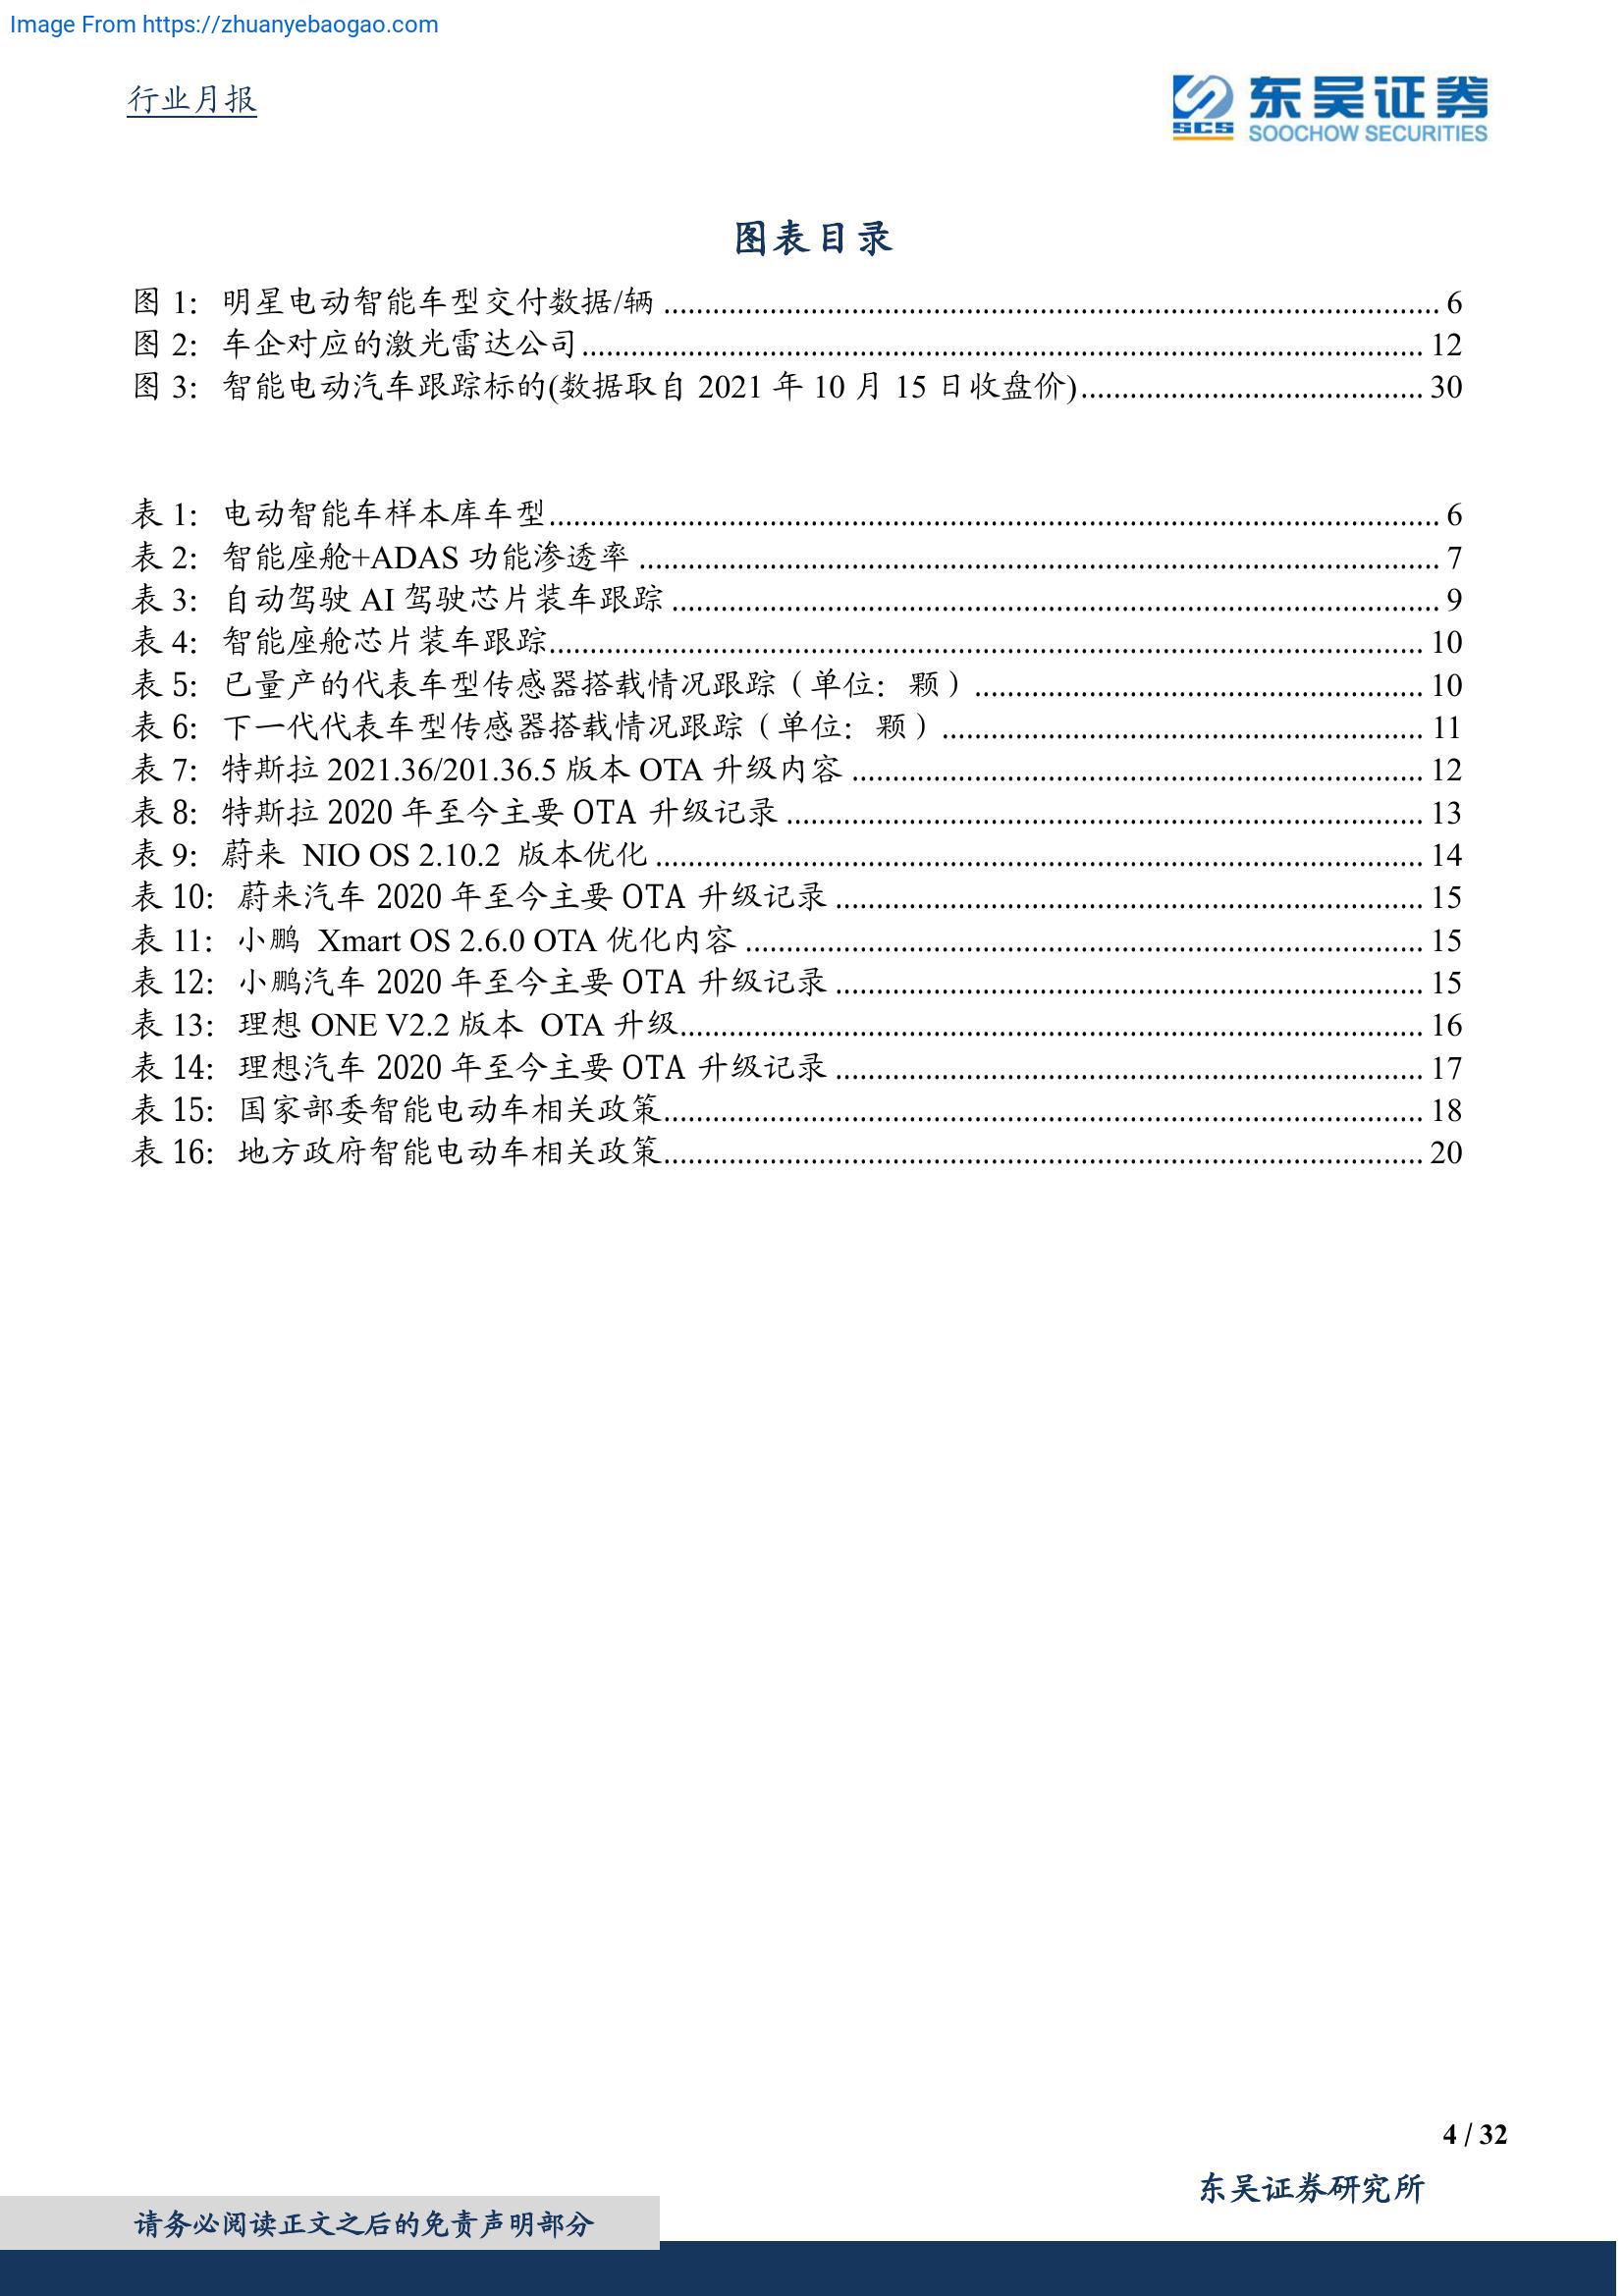 Image From https://zhuanyebaogao.com
行业月报
SCS 东吴证券
SOOCHOW SECURITIES
图表目录
图 1: 明星电动智能车型交付数据/辆 ........ 6
图 2: 车企对应的激光雷达公司 ........ 12
图 3: 智能电动汽车跟踪标的(数据取自 2021 年 10 月 15 日收盘价) ........ 30
表 1: 电动智能车样本库车型 ........ 6
表 2: 智能座舱+ADAS 功能渗透率 ........ 7
表 3: 自动驾驶 AI 驾驶芯片装车跟踪 ........ 9
表 4: 智能座舱芯片装车跟踪 ........ 10
表 5: 已量产的代表车型传感器搭载情况跟踪（单位: 颗） ........ 10
表 6: 下一代代表车型传感器搭载情况跟踪（单位: 颗） ........ 11
表 7: 特斯拉 2021.36/201.36.5 版本 OTA 升级内容 ........ 12
表 8: 特斯拉 2020 年至今主要 OTA 升级记录 ........ 13
表 9: 蔚来 NIO OS 2.10.2 版本优化 ........ 14
表 10: 蔚来汽车 2020 年至今主要 OTA 升级记录 ........ 15
表 11: 小鹏 Xmart OS 2.6.0 OTA 优化内容 ........ 15
表 12: 小鹏汽车 2020 年至今主要 OTA 升级记录 ........ 15
表 13: 理想 ONE V2.2 版本 OTA 升级 ........ 16
表 14: 理想汽车 2020 年至今主要 OTA 升级记录 ........ 17
表 15: 国家部委智能电动车相关政策 ........ 18
表 16: 地方政府智能电动车相关政策 ........ 20
4 / 32
东吴证券研究所
请务必阅读正文之后的免责声明部分